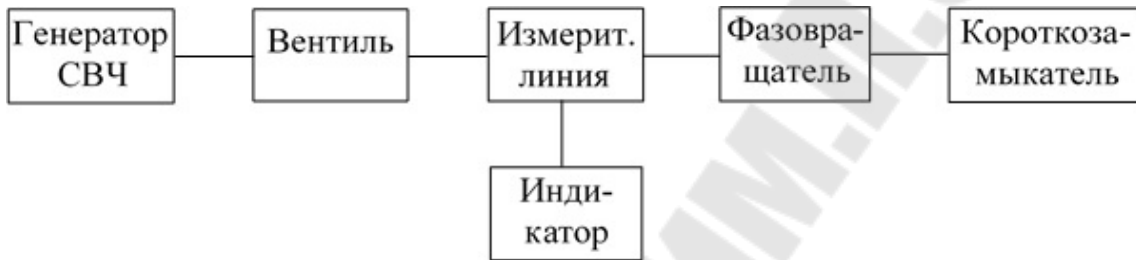 Генератор
СВЧ
Вентиль
Измерит.
линия
Фазовра-
щатель
Короткоза-
мыкатель
Инди-
катор